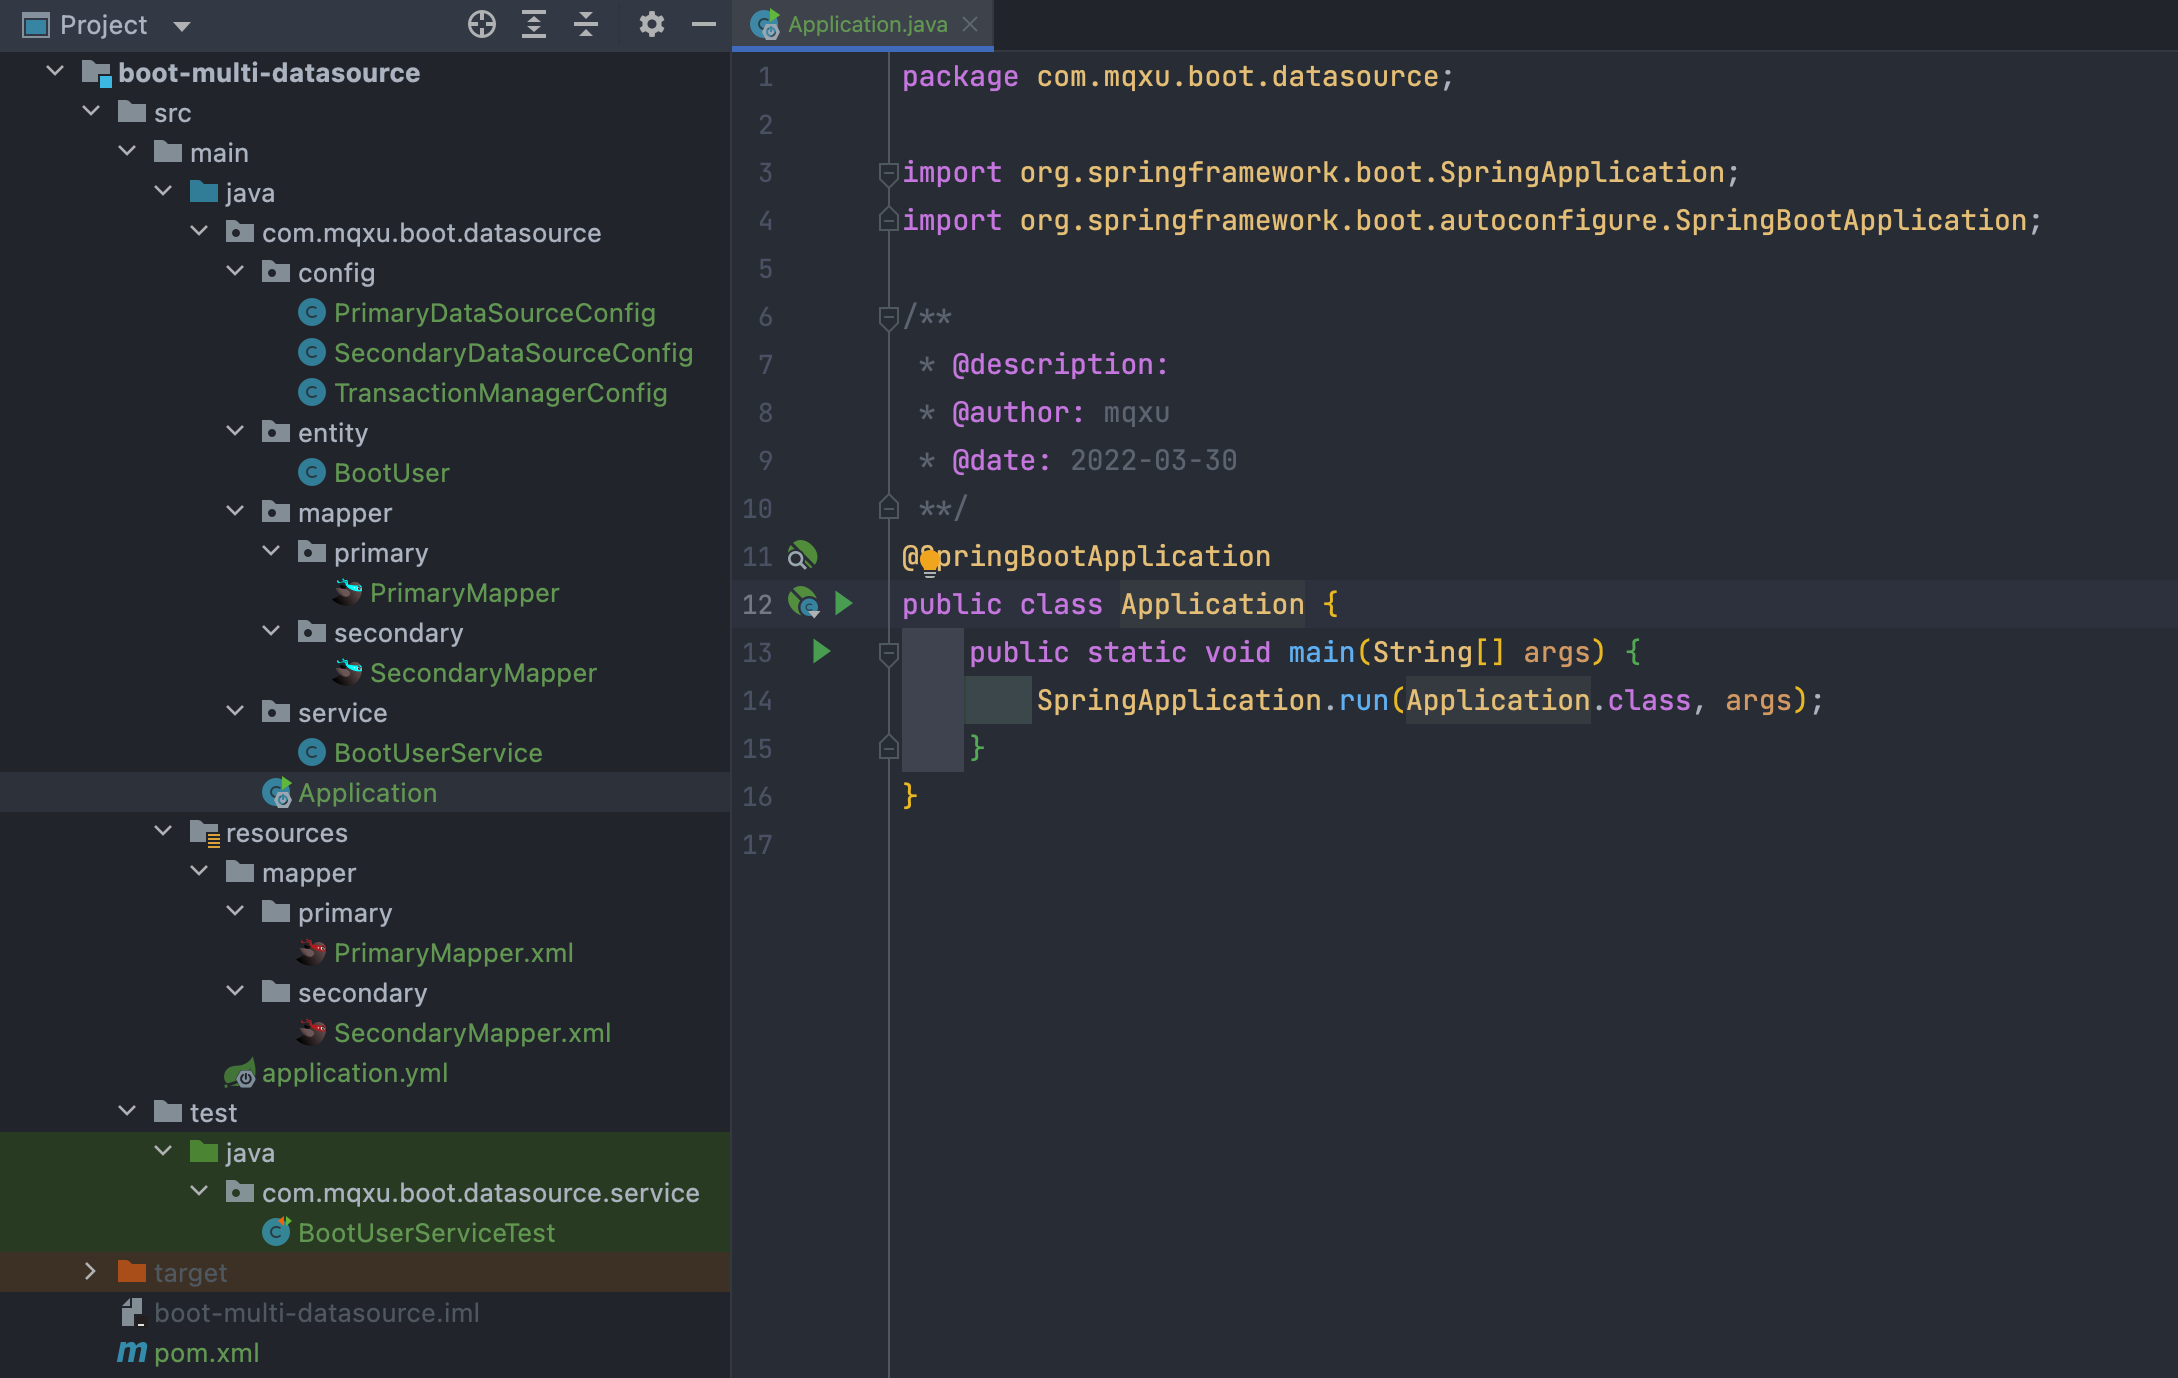 Project
boot-multi-datasource
src
main
java
com.mqxu.boot.datasource
config
PrimaryDataSourceConfig
SecondaryDataSourceConfig
TransactionManagerConfig
entity
BootUser
mapper
primary
PrimaryMapper
secondary
SecondaryMapper
service
BootUserService
Application
resources
mapper
primary
PrimaryMapper.xml
secondary
SecondaryMapper.xml
application.yml
test
java
com.mqxu.boot.datasource.service
BootUserServiceTest
target
boot-multi-datasource.iml
pom.xml
Application.java
1 package com.mqxu.boot.datasource;
2
3 import org.springframework.boot.SpringApplication;
4 import org.springframework.boot.autoconfigure.SpringBootApplication;
5
6 /**
7 * @description:
8 * @author: mqxu
9 * @date: 2022-03-30
10 **/
11 @SpringBootApplication
12 public class Application {
13 public static void main(String[] args) {
14 SpringApplication.run(Application.class, args);
15 }
16 }
17